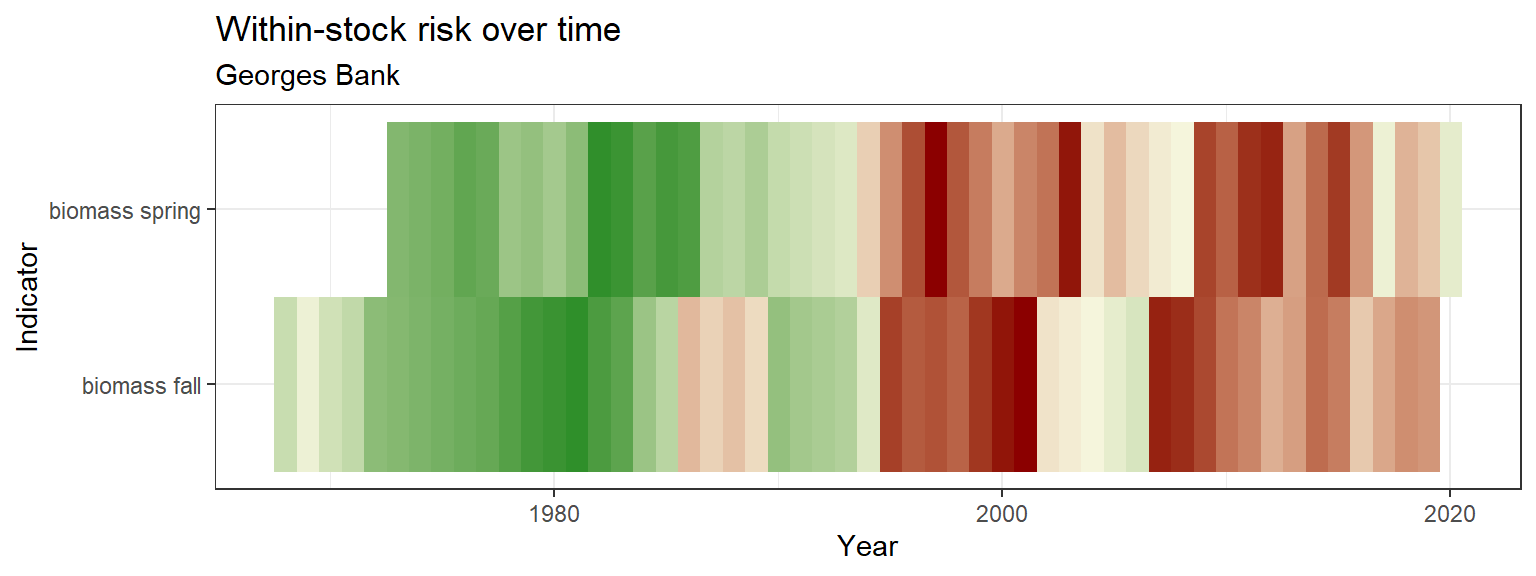 Within-stock risk over time
Georges Bank
Indicator
biomass spring
biomass fall
1980 2000 2020
Year